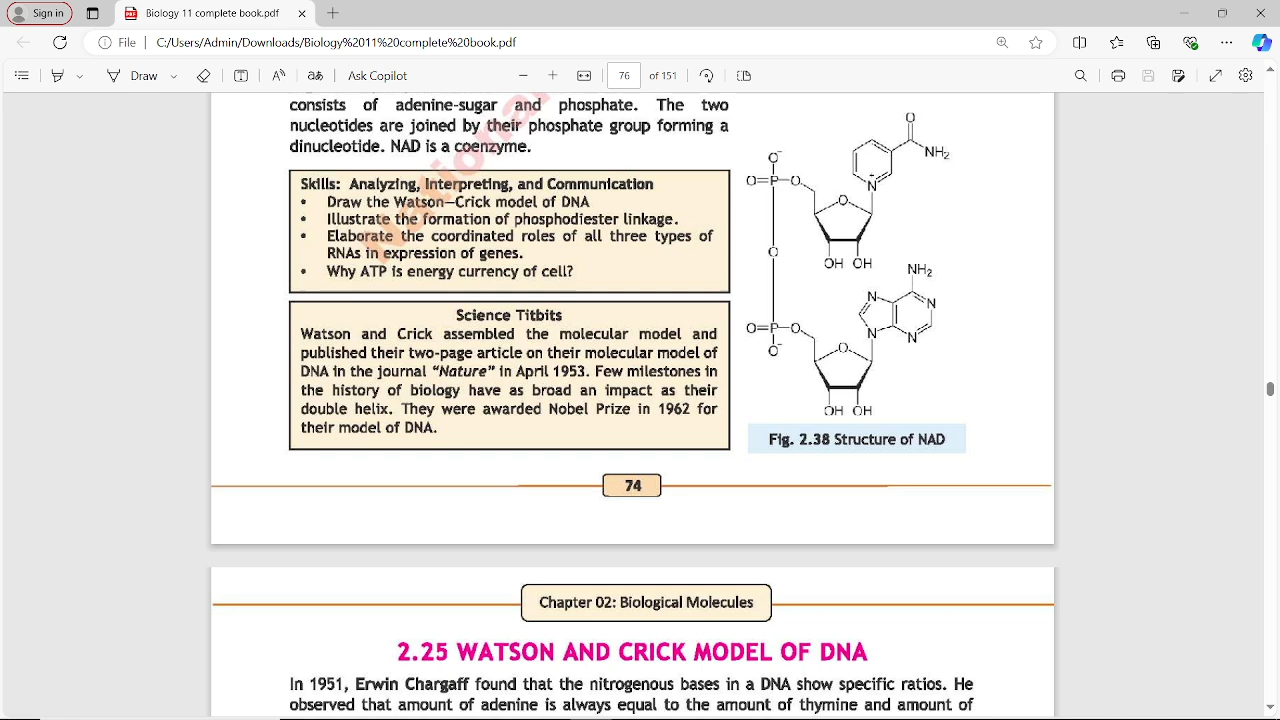 Sign in
Biology 11 complete book.pdf
File
C:/Users/Admin/Downloads/Biology%2011%20complete%20book.pdf
Draw
Ask Copilot
76 of 151
consists of adenine-sugar and phosphate. The two
nucleotides are joined by their phosphate group forming a
dinucleotide. NAD is a coenzyme.
National
Skills: Analyzing, Interpreting, and Communication
• Draw the Watson–Crick model of DNA
• Illustrate the formation of phosphodiester linkage.
• Elaborate the coordinated roles of all three types of
RNAs in expression of genes.
• Why ATP is energy currency of cell?
Science Titbits
Watson and Crick assembled the molecular model and
published their two-page article on their molecular model of
DNA in the journal “Nature” in April 1953. Few milestones in
the history of biology have as broad an impact as their
double helix. They were awarded Nobel Prize in 1962 for
their model of DNA.
O
NH₂
O⁻
O=P–O
N⁺
O
OH OH
O
NH₂
N
N
O=P–O
N
N
O⁻
O
OH OH
Fig. 2.38 Structure of NAD
74
Chapter 02: Biological Molecules
2.25 WATSON AND CRICK MODEL OF DNA
In 1951, Erwin Chargaff found that the nitrogenous bases in a DNA show specific ratios. He
observed that amount of adenine is always equal to the amount of thymine and amount of